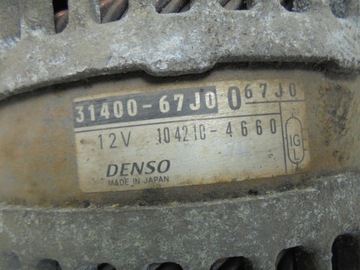 31400-67J0 0 67J0
12V 104210-4660
IG
L
DENSO
MADE IN JAPAN